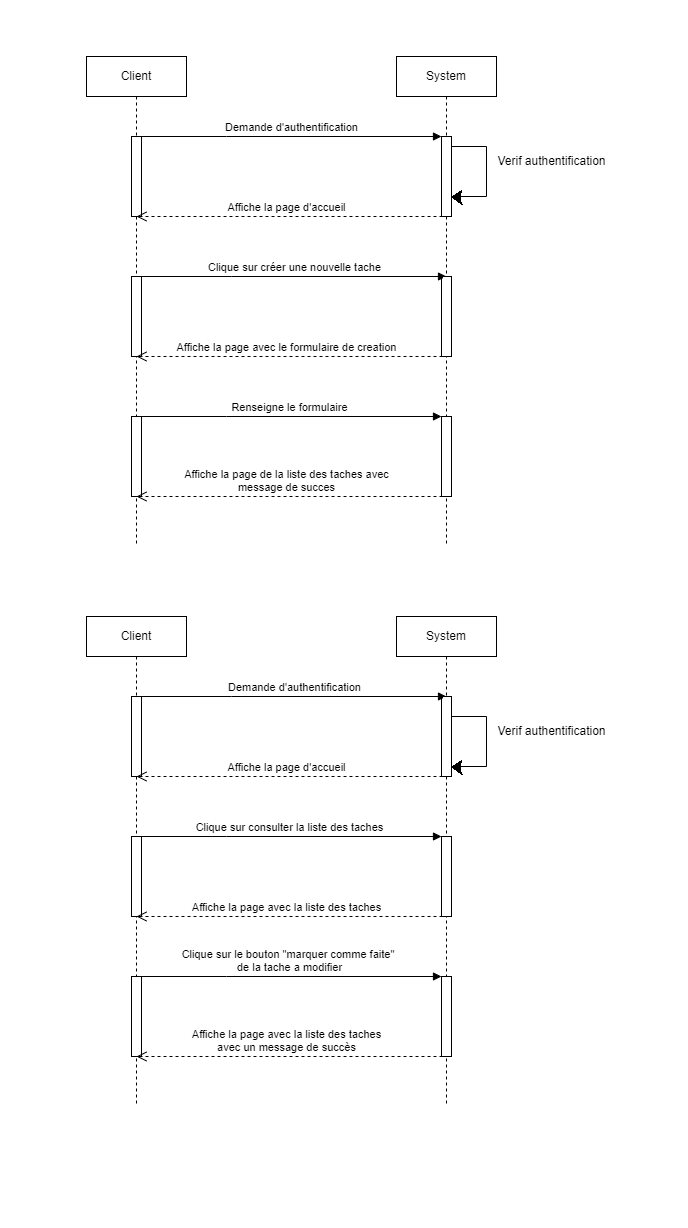 Client
System
Demande d'authentification
Verif authentification
Affiche la page d'accueil
Clique sur créer une nouvelle tache
Affiche la page avec le formulaire de creation
Renseigne le formulaire
Affiche la page de la liste des taches avec
message de succes
Client
System
Demande d'authentification
Verif authentification
Affiche la page d'accueil
Clique sur consulter la liste des taches
Affiche la page avec la liste des taches
Clique sur le bouton "marquer comme faite"
de la tache a modifier
Affiche la page avec la liste des taches
avec un message de succès